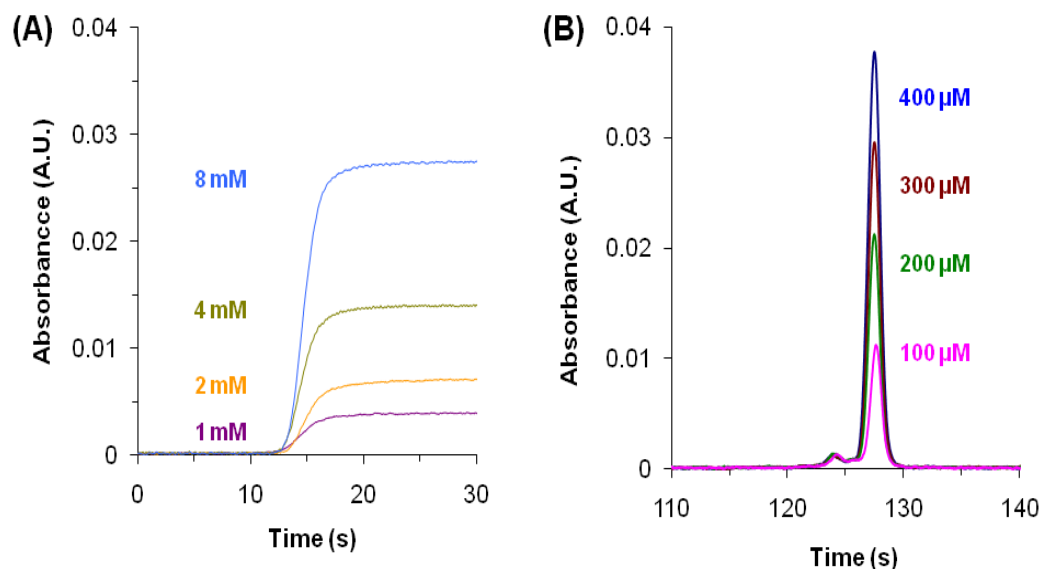 (A)
0.04
0.03
0.02
0.01
0
Absorbancce (A.U.)
8 mM
4 mM
2 mM
1 mM
0 10 20 30
Time (s)
(B)
0.04
0.03
0.02
0.01
0
Absorbance (A.U.)
400 µM
300 µM
200 µM
100 µM
110 120 130 140
Time (s)